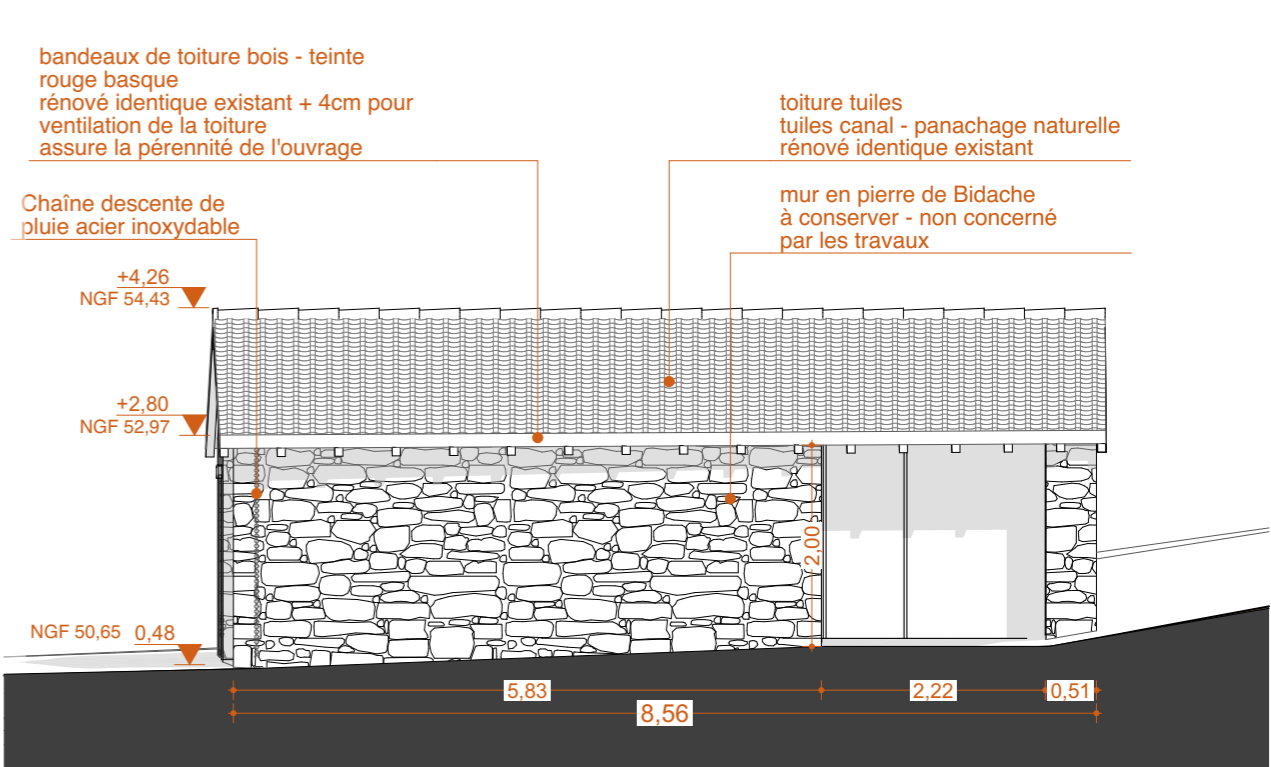 bandeaux de toiture bois - teinte
rouge basque
rénové identique existant + 4cm pour
ventilation de la toiture
assure la pérennité de l'ouvrage
toiture tuiles
tuiles canal - panachage naturelle
rénové identique existant
Chaîne descente de
pluie acier inoxydable
mur en pierre de Bidache
à conserver - non concerné
par les travaux
+4,26
NGF 54,43
+2,80
NGF 52,97
2,00
NGF 50,65 0,48
5,83 2,22 0,51
8,56